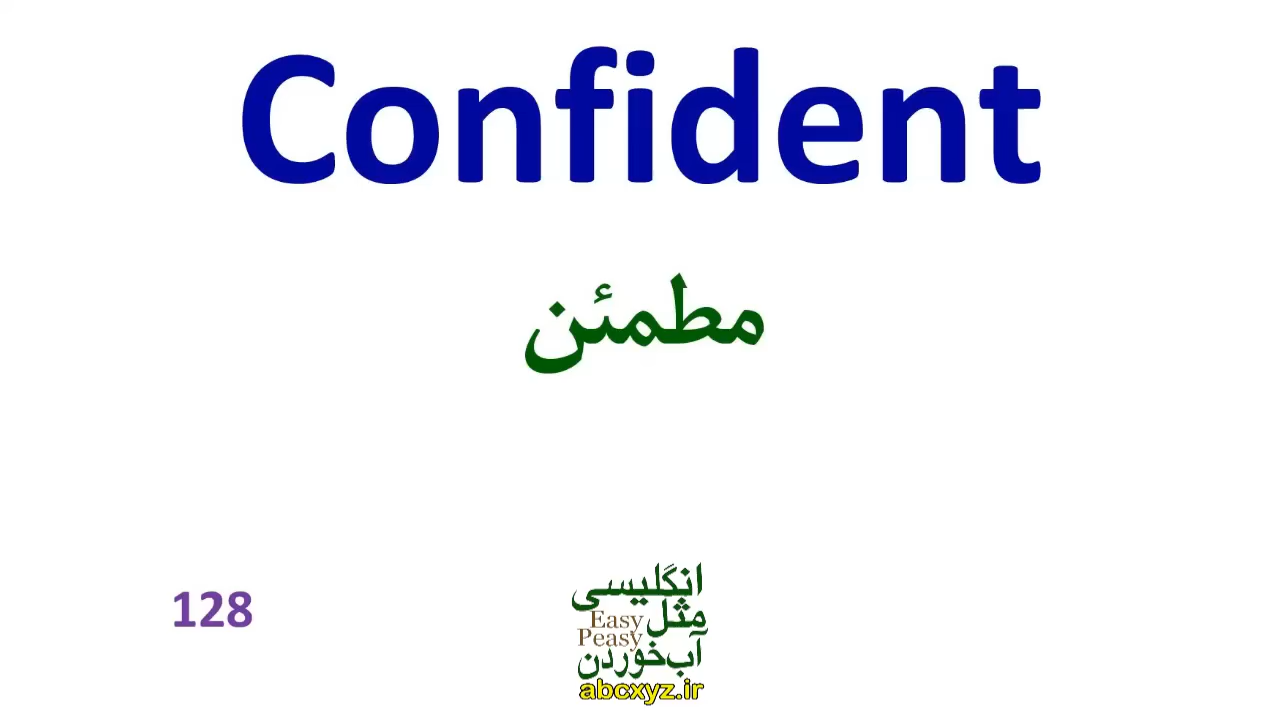 Confident
مطمئن
128
انگلیسی
مثل
Easy
Peasy
آب‌خوردن
abcxyz.ir